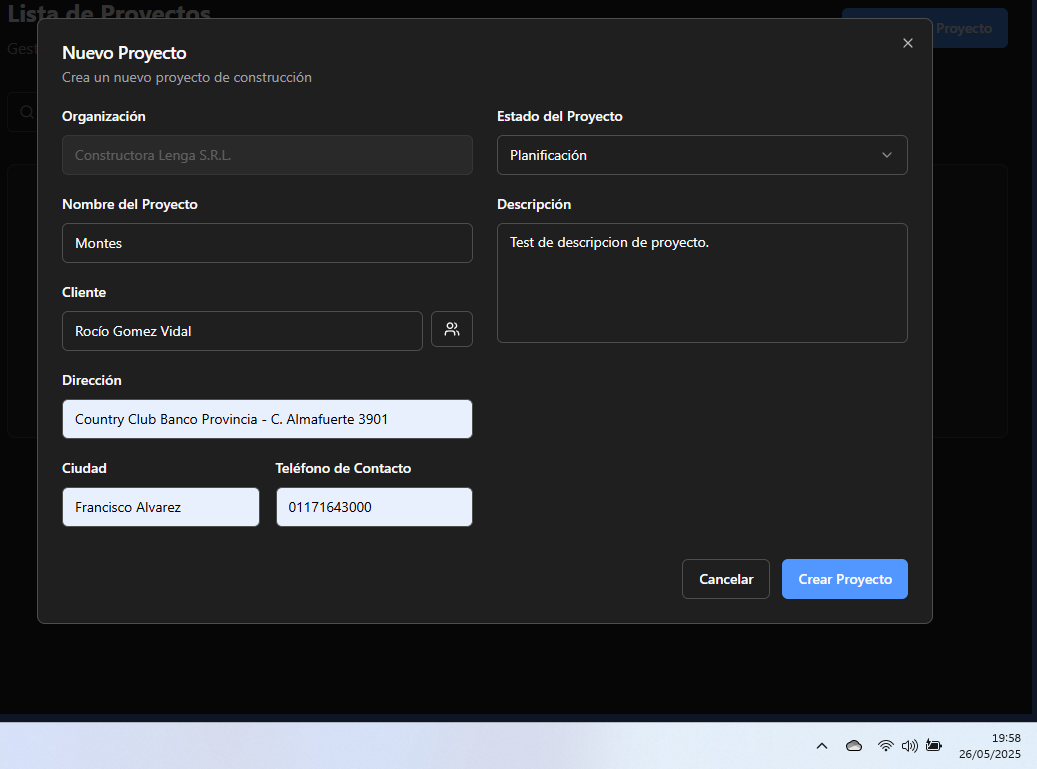 Lista de Proyectos
Gest
Proyecto
Nuevo Proyecto
Crea un nuevo proyecto de construcción
Organización
Constructora Lenga S.R.L.
Nombre del Proyecto
Montes
Cliente
Rocío Gomez Vidal
Dirección
Country Club Banco Provincia - C. Almafuerte 3901
Ciudad
Francisco Alvarez
Teléfono de Contacto
01171643000
Estado del Proyecto
Planificación
Descripción
Test de descripcion de proyecto.
Cancelar
Crear Proyecto
19:58
26/05/2025